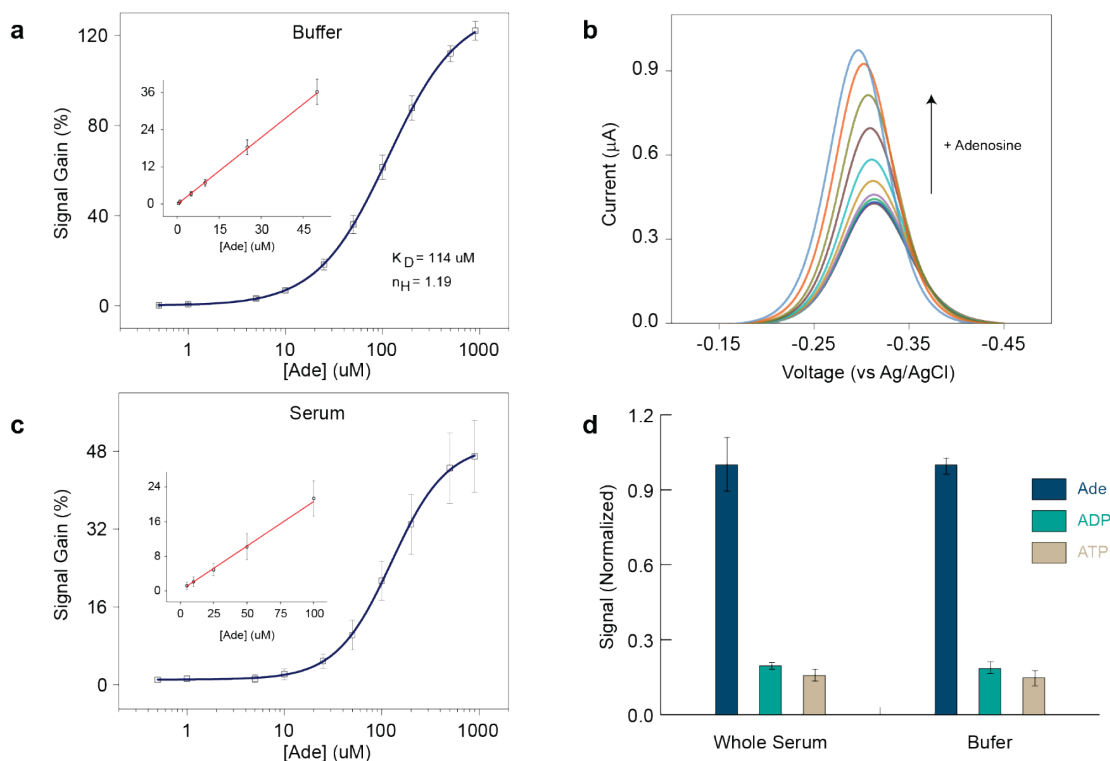 a
Buffer
120
80
40
0
Signal Gain (%)
36
24
12
0
0
15
30
45
[Ade] (uM)
K D = 114 uM
n H = 1.19
1
10
100
1000
[Ade] (uM)
b
0.9
0.6
0.3
0.0
Current (μA)
+ Adenosine
-0.15
-0.25
-0.35
-0.45
Voltage (vs Ag/AgCl)
c
Serum
48
32
16
0
Signal Gain (%)
24
16
8
0
0
25
50
75
100
[Ade] (uM)
1
10
100
1000
[Ade] (uM)
d
1.2
0.9
0.6
0.3
0.0
Signal (Normalized)
Ade
ADP
ATP
Whole Serum
Bufer